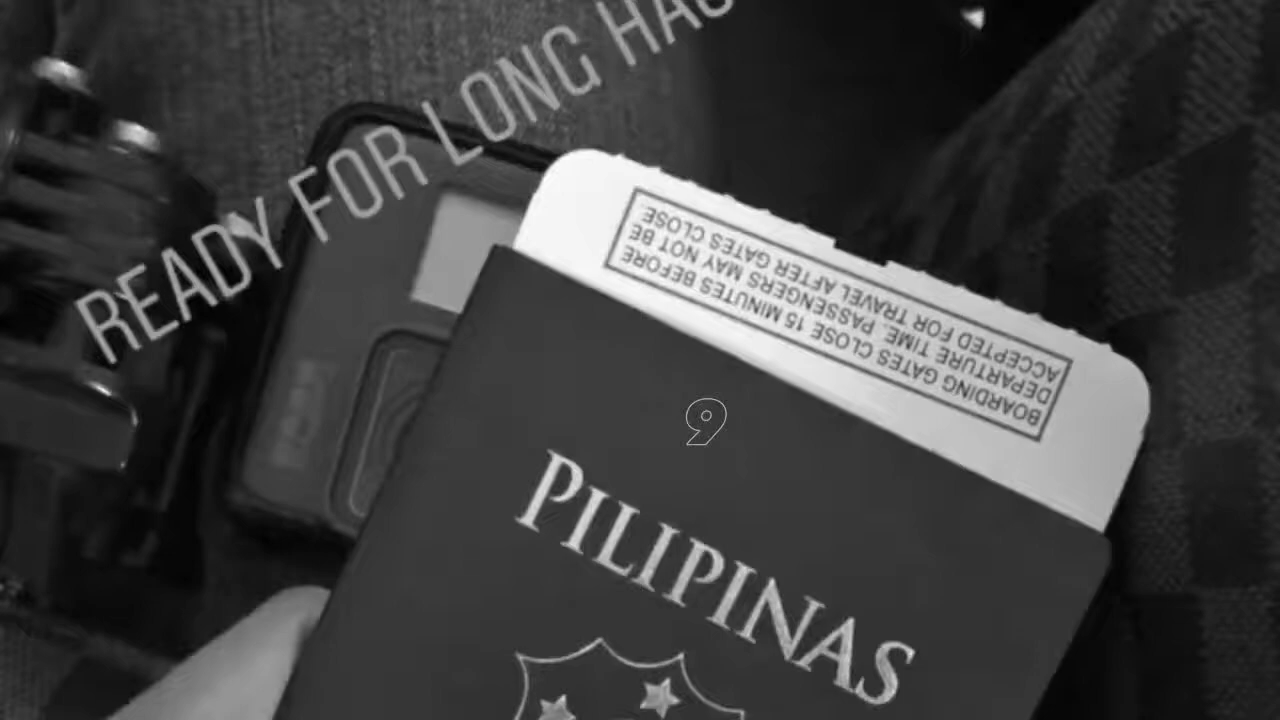 READY FOR LONG
BOARDING GATES CLOSE 15 MINUTES BEFORE
DEPARTURE TIME. PASSENGERS MAY NOT BE
ACCEPTED FOR TRAVEL AFTER GATES CLOSE
9
PILIPINAS